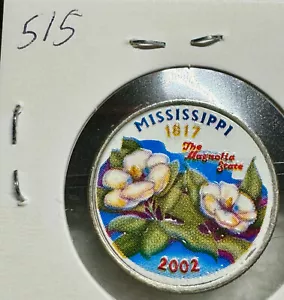 515
MISSISSIPPI
1817
The
Magnolia
State
2002